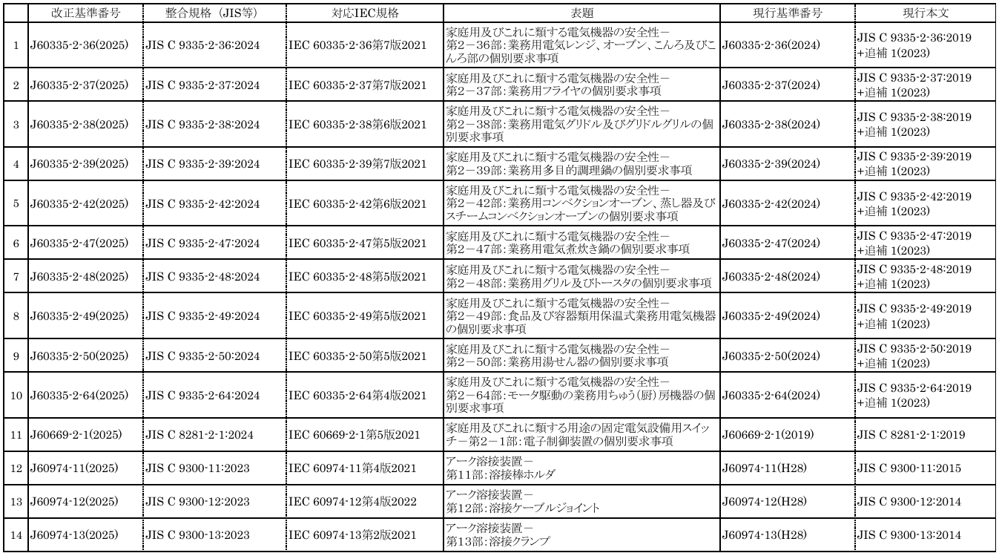 改正基準番号 整合規格（JIS等） 対応IEC規格 表題 現行基準番号 現行本文
1 J60335-2-36(2025) JIS C 9335-2-36:2024 IEC 60335-2-36第7版2021 家庭用及びこれに類する電気機器の安全性－
第２－３６部：業務用電気レンジ、オーブン、こんろ及びこ
んろ部の個別要求事項 J60335-2-36(2024) JIS C 9335-2-36:2019
+追補 1(2023)
2 J60335-2-37(2025) JIS C 9335-2-37:2024 IEC 60335-2-37第7版2021 家庭用及びこれに類する電気機器の安全性－
第２－３７部：業務用フライヤの個別要求事項 J60335-2-37(2024) JIS C 9335-2-37:2019
+追補 1(2023)
3 J60335-2-38(2025) JIS C 9335-2-38:2024 IEC 60335-2-38第6版2021 家庭用及びこれに類する電気機器の安全性－
第２－３８部：業務用電気グリドル及びグリドルグリルの個
別要求事項 J60335-2-38(2024) JIS C 9335-2-38:2019
+追補 1(2023)
4 J60335-2-39(2025) JIS C 9335-2-39:2024 IEC 60335-2-39第7版2021 家庭用及びこれに類する電気機器の安全性－
第２－３９部：業務用多目的調理鍋の個別要求事項 J60335-2-39(2024) JIS C 9335-2-39:2019
+追補 1(2023)
5 J60335-2-42(2025) JIS C 9335-2-42:2024 IEC 60335-2-42第6版2021 家庭用及びこれに類する電気機器の安全性－
第２－４２部：業務用コンベクションオーブン、蒸し器及び
スチームコンベクションオーブンの個別要求事項 J60335-2-42(2024) JIS C 9335-2-42:2019
+追補 1(2023)
6 J60335-2-47(2025) JIS C 9335-2-47:2024 IEC 60335-2-47第5版2021 家庭用及びこれに類する電気機器の安全性－
第２－４７部：業務用電気煮炊き鍋の個別要求事項 J60335-2-47(2024) JIS C 9335-2-47:2019
+追補 1(2023)
7 J60335-2-48(2025) JIS C 9335-2-48:2024 IEC 60335-2-48第5版2021 家庭用及びこれに類する電気機器の安全性－
第２－４８部：業務用グリル及びトースタの個別要求事項 J60335-2-48(2024) JIS C 9335-2-48:2019
+追補 1(2023)
8 J60335-2-49(2025) JIS C 9335-2-49:2024 IEC 60335-2-49第5版2021 家庭用及びこれに類する電気機器の安全性－
第２－４９部：食品及び容器類用保温式業務用電気機器
の個別要求事項 J60335-2-49(2024) JIS C 9335-2-49:2019
+追補 1(2023)
9 J60335-2-50(2025) JIS C 9335-2-50:2024 IEC 60335-2-50第5版2021 家庭用及びこれに類する電気機器の安全性－
第２－５０部：業務用湯せん器の個別要求事項 J60335-2-50(2024) JIS C 9335-2-50:2019
+追補 1(2023)
10 J60335-2-64(2025) JIS C 9335-2-64:2024 IEC 60335-2-64第4版2021 家庭用及びこれに類する電気機器の安全性－
第２－６４部：モータ駆動の業務用ちゅう（厨）房機器の個
別要求事項 J60335-2-64(2024) JIS C 9335-2-64:2019
+追補 1(2023)
11 J60669-2-1(2025) JIS C 8281-2-1:2024 IEC 60669-2-1第5版2021 家庭用及びこれに類する用途の固定電気設備用スイッ
チ－第２－１部：電子制御装置の個別要求事項 J60669-2-1(2019) JIS C 8281-2-1:2019
12 J60974-11(2025) JIS C 9300-11:2023 IEC 60974-11第4版2021 アーク溶接装置－
第１１部：溶接棒ホルダ J60974-11(H28) JIS C 9300-11:2015
13 J60974-12(2025) JIS C 9300-12:2023 IEC 60974-12第4版2022 アーク溶接装置－
第１２部：溶接ケーブルジョイント J60974-12(H28) JIS C 9300-12:2014
14 J60974-13(2025) JIS C 9300-13:2023 IEC 60974-13第2版2021 アーク溶接装置－
第１３部：溶接クランプ J60974-13(H28) JIS C 9300-13:2014